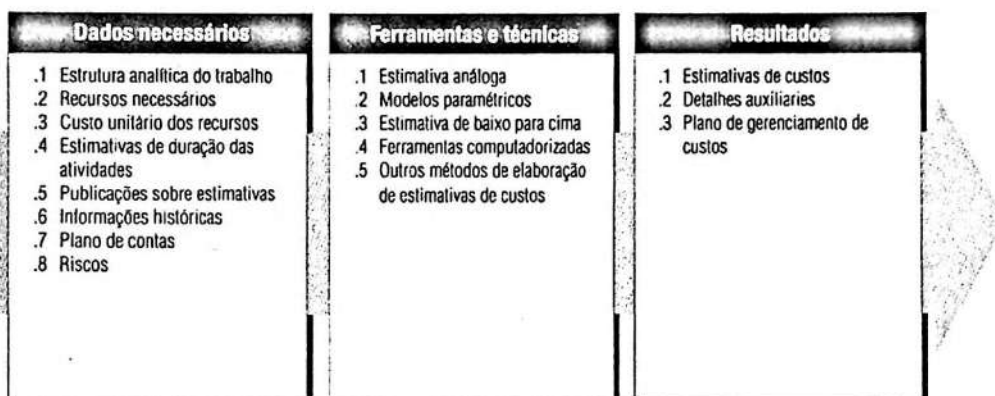 Dados necessários
.1 Estrutura analítica do trabalho
.2 Recursos necessários
.3 Custo unitário dos recursos
.4 Estimativas de duração das
atividades
.5 Publicações sobre estimativas
.6 Informações históricas
.7 Plano de contas
.8 Riscos
Ferramentas e técnicas
.1 Estimativa análoga
.2 Modelos paramétricos
.3 Estimativa de baixo para cima
.4 Ferramentas computadorizadas
.5 Outros métodos de elaboração
de estimativas de custos
Resultados
.1 Estimativas de custos
.2 Detalhes auxiliaries
.3 Plano de gerenciamento de
custos